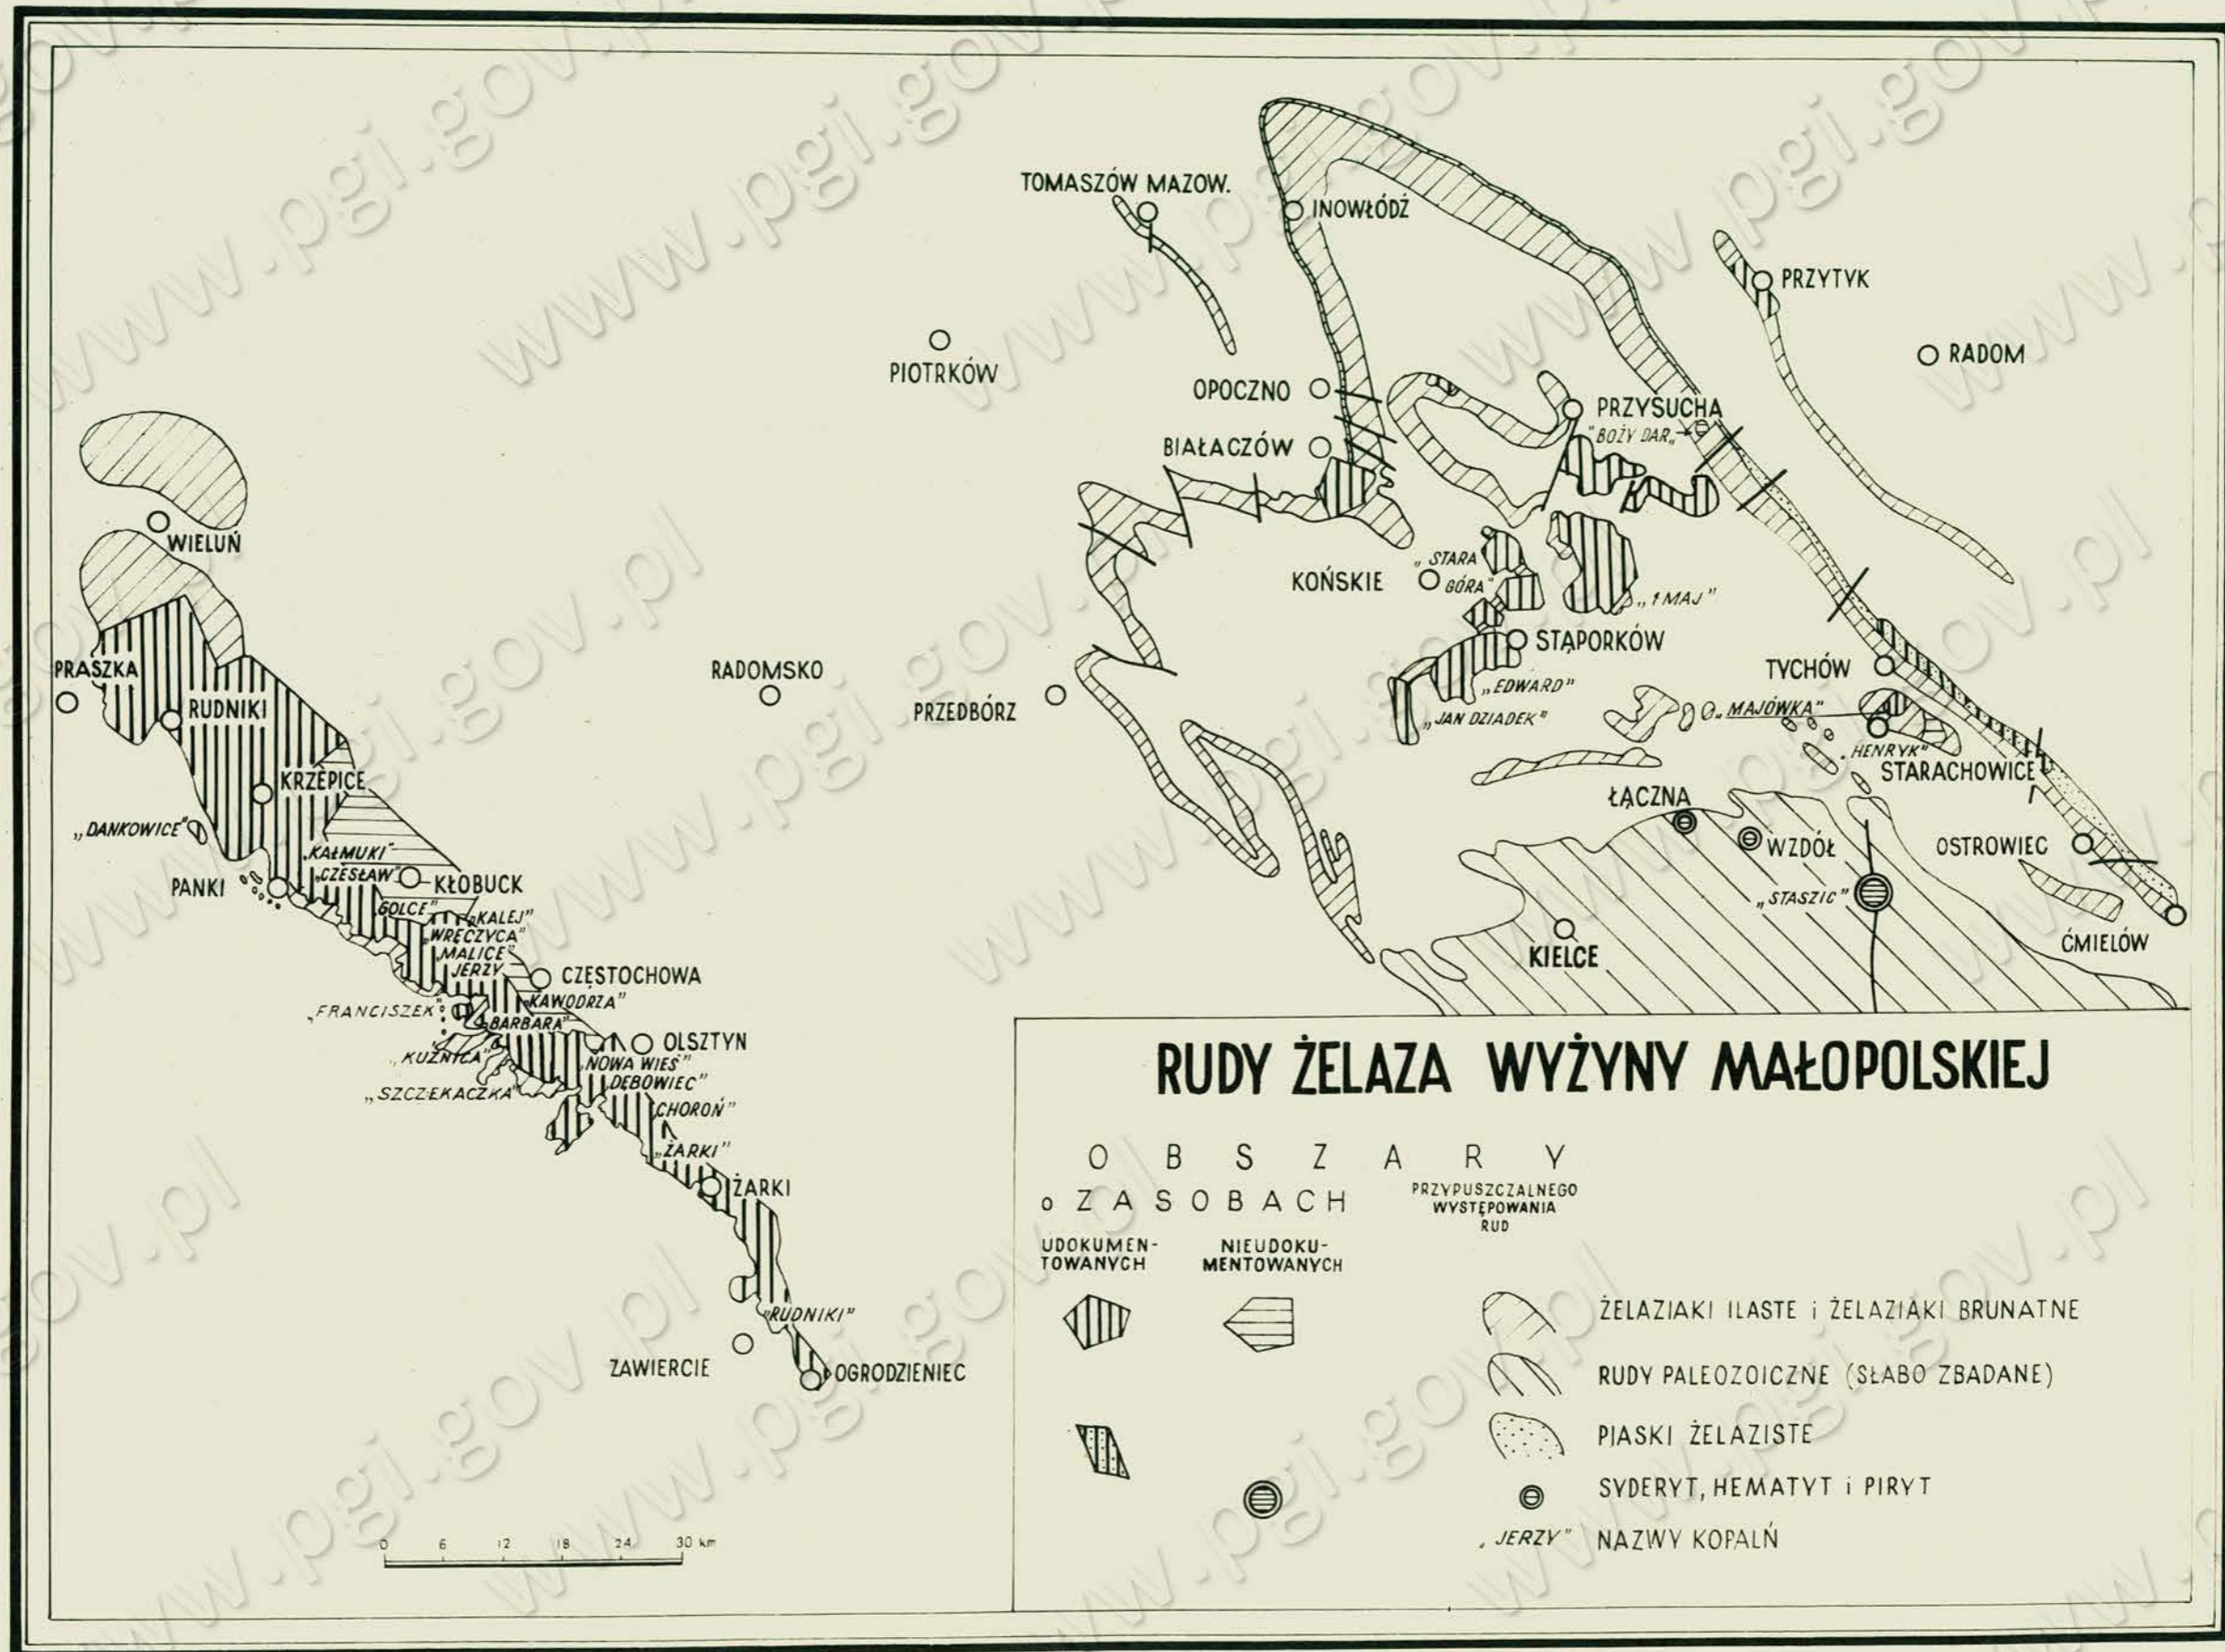 TOMASZÓW MAZOW.
INOWŁÓDŹ
PRZYTYK
RADOM
PIOTRKÓW
OPOCZNO
PRZYSUCHA
"BOŻY DAR„
BIAŁACZÓW
WIELUŃ
„STARA
GÓRA"
KOŃSKIE
„1 MAJ"
STĄPORKÓW
PRASZKA
RADOMSKO
TYCHÓW
„EDWARD"
RUDNIKI
PRZEDBÓRZ
„JAN DZIADEK"
„MAJÓWKA"
„HENRYK"
STARACHOWICE
KRZEPICE
ŁĄCZNA
„DANKOWICE"
WZDÓŁ
OSTROWIEC
„KAŁMUKI"
„CZESŁAW"
KŁOBUCK
PANKI
„STASZIC"
GOLCE"
„KALEJ"
„WRĘCZYCA"
„MALICE"
JERZY
ĆMIELÓW
KIELCE
CZĘSTOCHOWA
„KAWODRZA"
„FRANCISZEK"
„BARBARA"
OLSZTYN
„KUŹNICA"
„NOWA WIEŚ"
„DĘBOWIEC"
„SZCZEKACZKA"
CHOROŃ"
„ŻARKI"
ŻARKI
„RUDNIKI"
ZAWIERCIE
OGRODZIENIEC
0 6 12 18 24 30 km
RUDY ŻELAZA WYŻYNY MAŁOPOLSKIEJ
OBSZARY
o ZASOBACH
PRZYPUSZCZALNEGO
WYSTĘPOWANIA
RUD
UDOKUMEN-
TOWANYCH
NIEUDOKU-
MENTOWANYCH
ŻELAZIAKI ILASTE i ŻELAZIAKI BRUNATNE
RUDY PALEOZOICZNE (SŁABO ZBADANE)
PIASKI ŻELAZISTE
SYDERYT, HEMATYT i PIRYT
„JERZY" NAZWY KOPALŃ
www.pgi.gov.pl